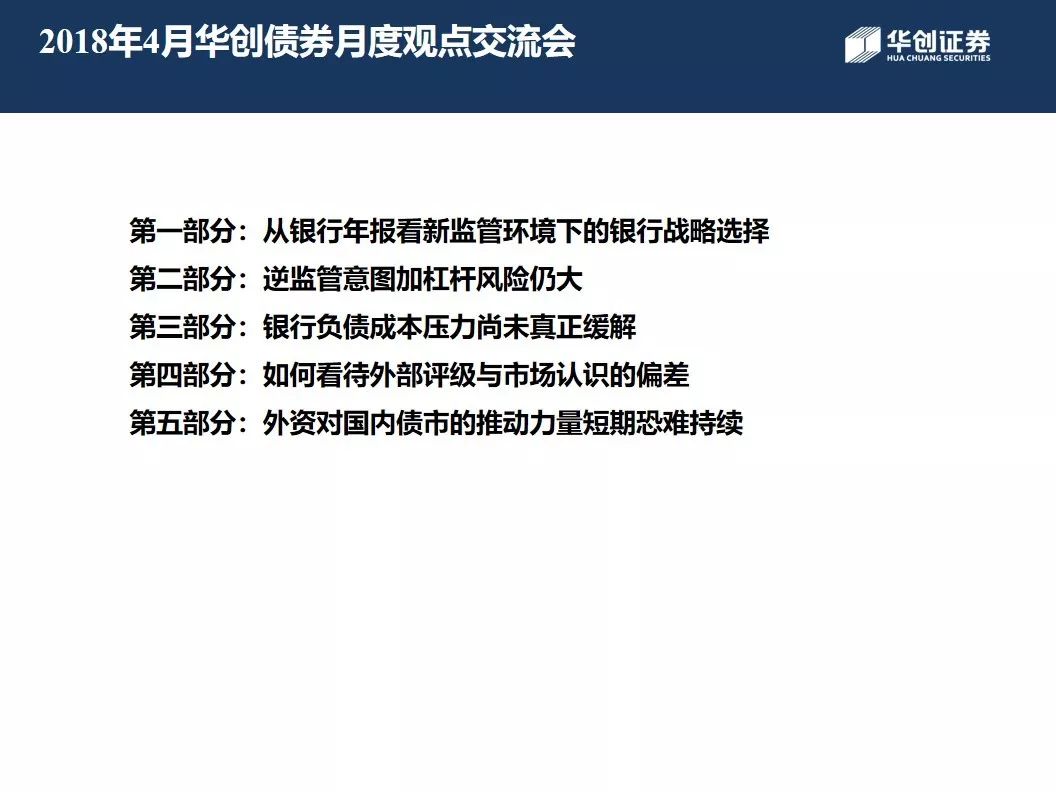 2018年4月华创债券月度观点交流会
华创证券
HUA CHUANG SECURITIES
第一部分：从银行年报看新监管环境下的银行战略选择
第二部分：逆监管意图加杠杆风险仍大
第三部分：银行负债成本压力尚未真正缓解
第四部分：如何看待外部评级与市场认识的偏差
第五部分：外资对国内债市的推动力量短期恐难持续